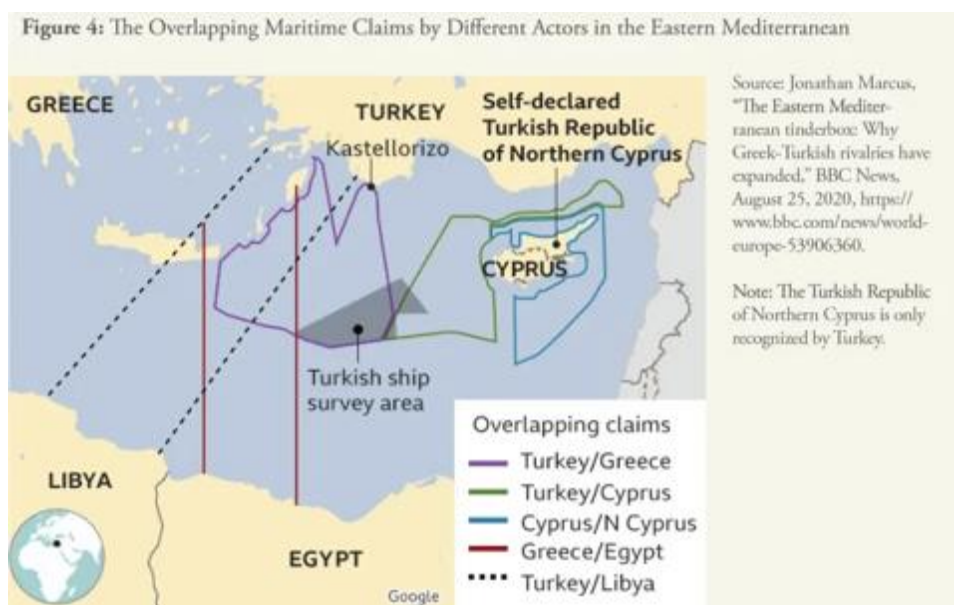 Figure 4: The Overlapping Maritime Claims by Different Actors in the Eastern Mediterranean
GREECE
TURKEY
Kastellorizo
Self-declared
Turkish Republic
of Northern Cyprus
CYPRUS
Turkish ship
survey area
LIBYA
EGYPT
Google
Overlapping claims
Turkey/Greece
Turkey/Cyprus
Cyprus/N Cyprus
Greece/Egypt
Turkey/Libya
Source: Jonathan Marcus,
“The Eastern Mediter-
ranean tinderbox: Why
Greek-Turkish rivalries have
expanded,” BBC News,
August 25, 2020, https://
www.bbc.com/news/world-
europe-53906360.
Note: The Turkish Republic
of Northern Cyprus is only
recognized by Turkey.